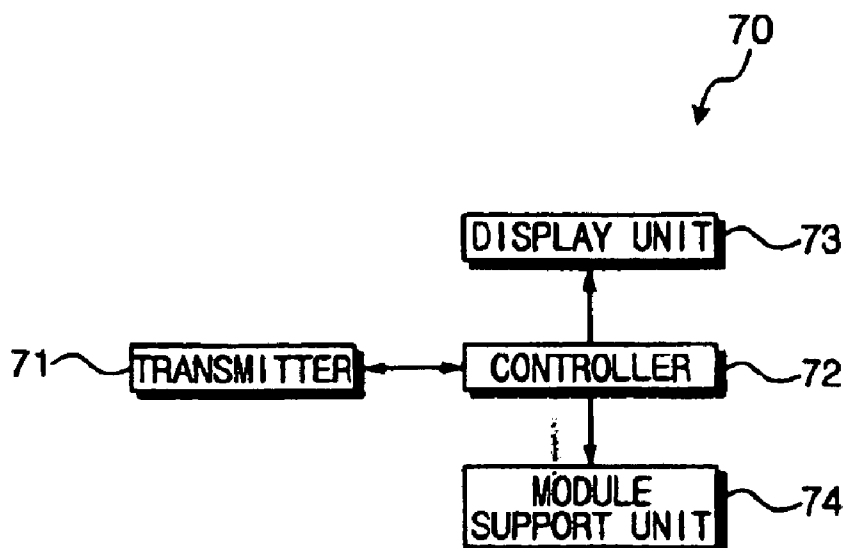 70
DISPLAY UNIT
73
71
TRANSMITTER
CONTROLLER
72
MODULE
SUPPORT UNIT
74